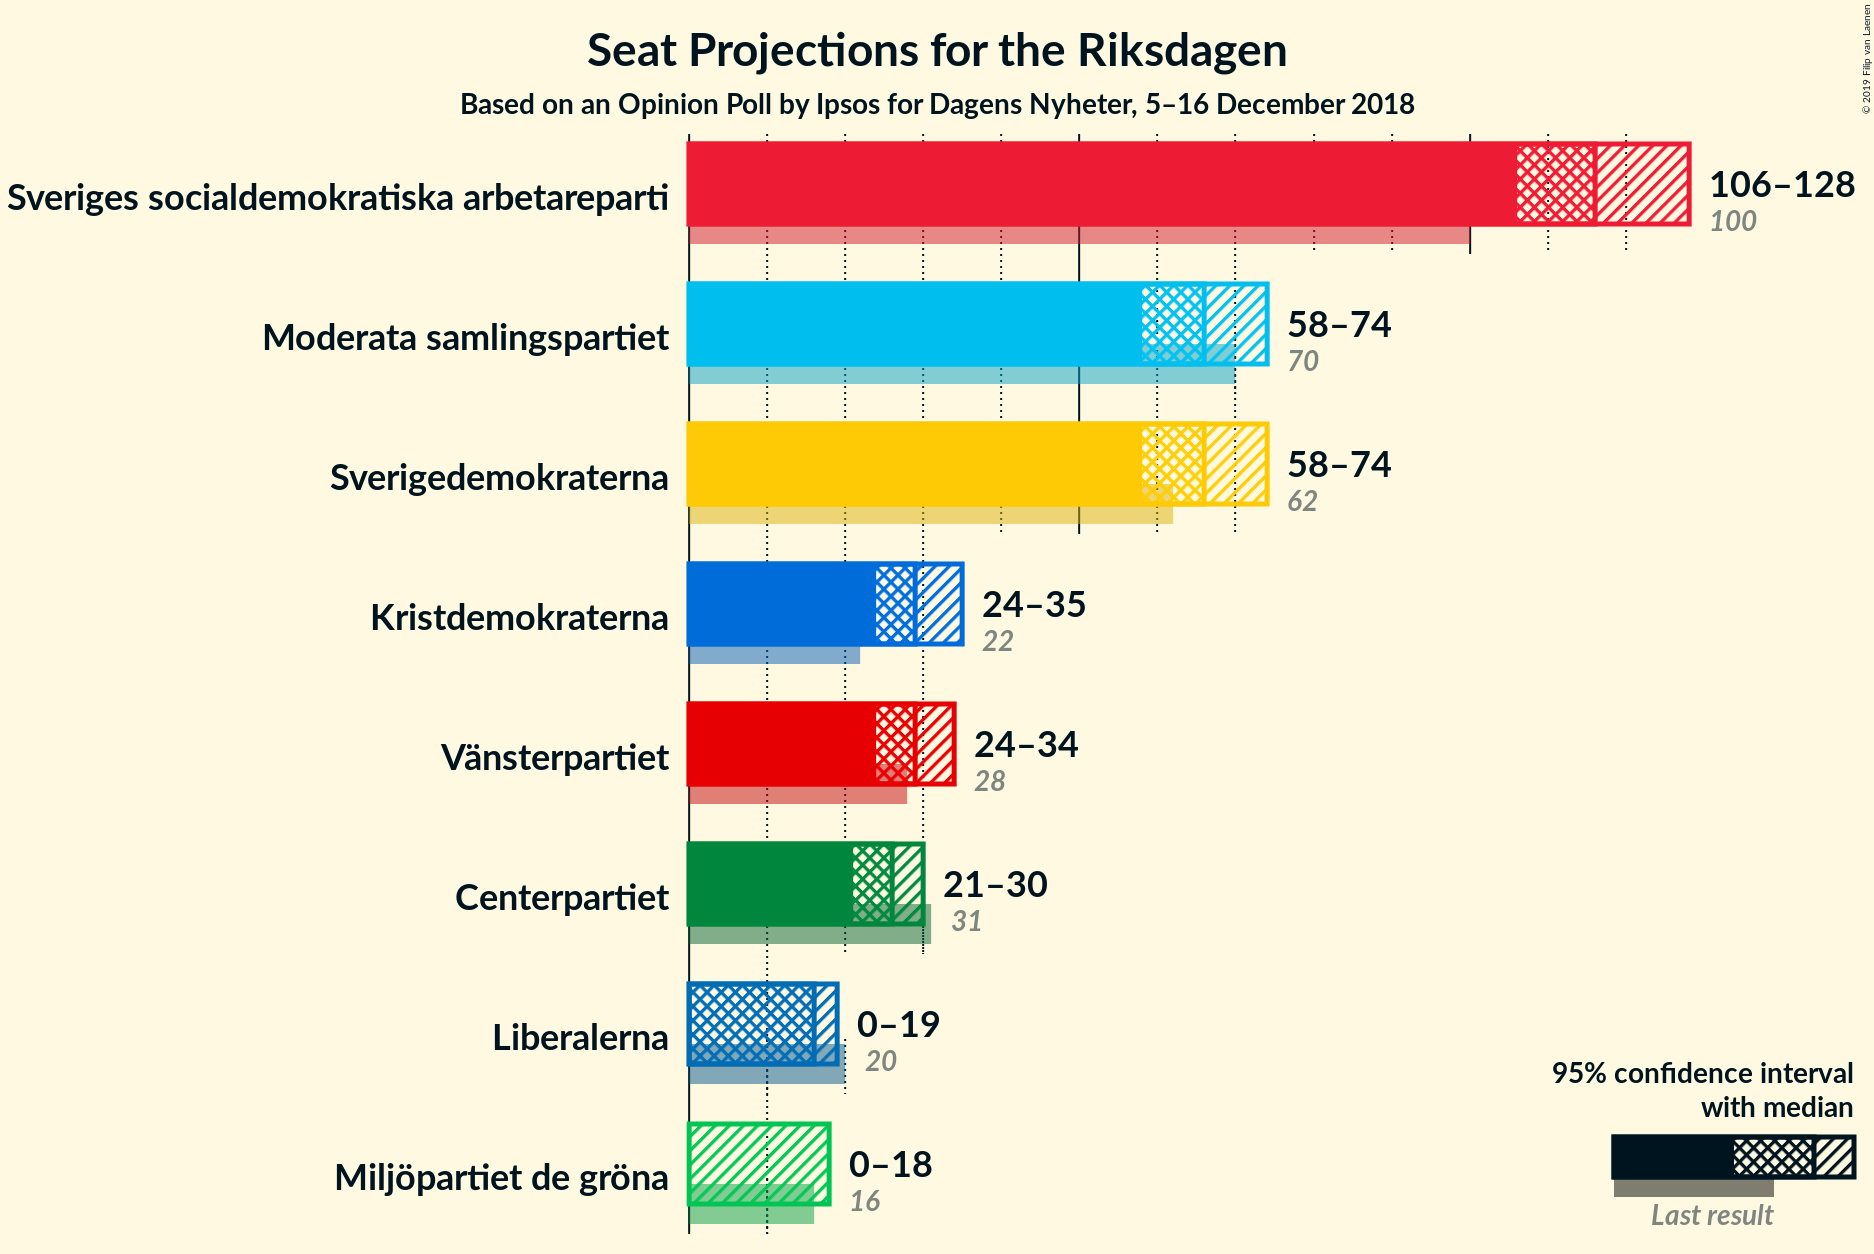 Seat Projections for the Riksdagen
Based on an Opinion Poll by Ipsos for Dagens Nyheter, 5–16 December 2018
© 2019 Filip van Laenen
Sveriges socialdemokratiska arbetareparti
106–128
100
Moderata samlingspartiet
58–74
70
Sverigedemokraterna
58–74
62
Kristdemokraterna
24–35
22
Vänsterpartiet
24–34
28
Centerpartiet
21–30
31
Liberalerna
0–19
20
Miljöpartiet de gröna
0–18
16
95% confidence interval
with median
Last result